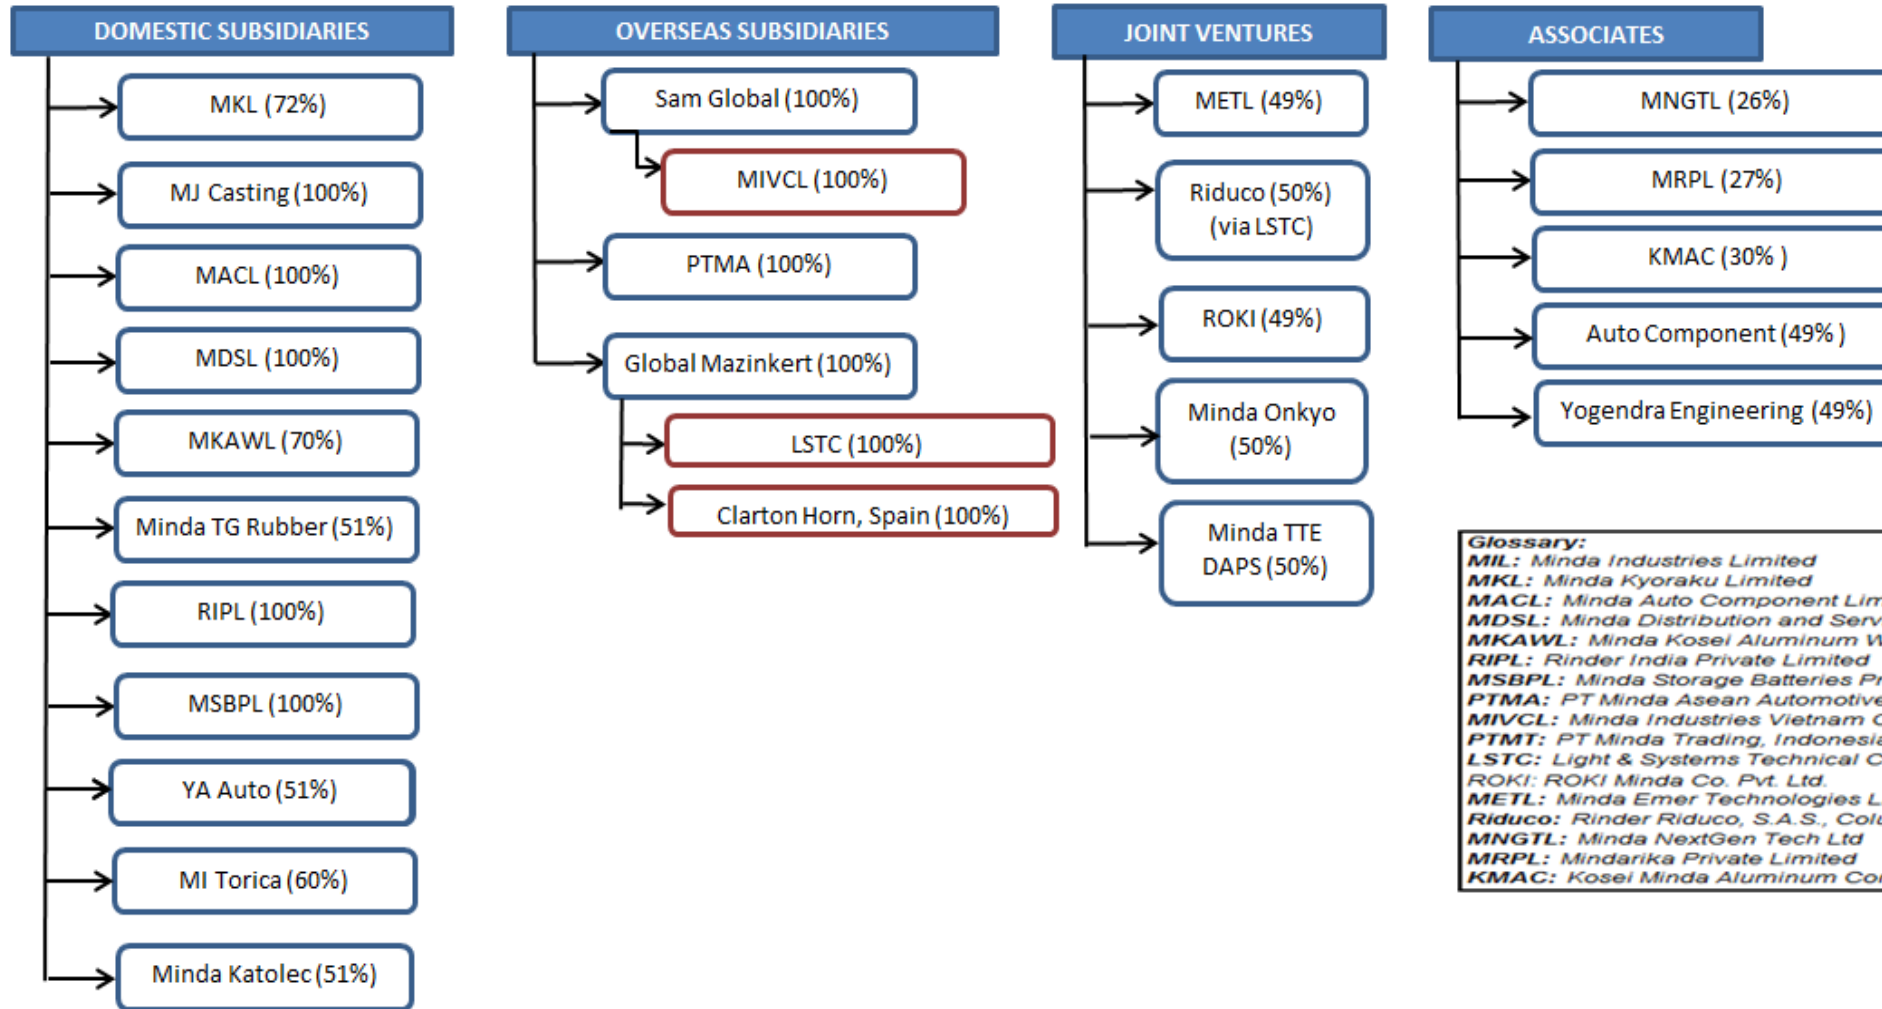 DOMESTIC SUBSIDIARIES
MKL (72%)
MJ Casting (100%)
MACL (100%)
MDSL (100%)
MKAWL (70%)
Minda TG Rubber (51%)
RIPL (100%)
MSBPL (100%)
YA Auto (51%)
MI Torica (60%)
Minda Katolec (51%)
OVERSEAS SUBSIDIARIES
Sam Global (100%)
MIVCL (100%)
PTMA (100%)
Global Mazinkert (100%)
LSTC (100%)
Clarton Horn, Spain (100%)
JOINT VENTURES
METL (49%)
Riduco (50%)
(via LSTC)
ROKI (49%)
Minda Onkyo
(50%)
Minda TTE
DAPS (50%)
ASSOCIATES
MNGTL (26%)
MRPL (27%)
KMAC (30% )
Auto Component (49% )
Yogendra Engineering (49%)
Glossary:
MIL: Minda Industries Limited
MKL: Minda Kyoraku Limited
MACL: Minda Auto Component
MDSL: Minda Distribution and
MKAWL: Minda Kosei Aluminum
RIPL: Rinder India Private Limited
MSBPL: Minda Storage Batteries
PTMA: PT Minda Asean Automotive
MIVCL: Minda Industries Vietnam
PTMT: PT Minda Trading, Indonesia
LSTC: Light & Systems Technical
ROKI: ROKI Minda Co. Pvt. Ltd.
METL: Minda Emer Technologies
Riduco: Rinder Riduco, S.A.S.,
MNGTL: Minda NextGen Tech Ltd
MRPL: Mindarika Private Limited
KMAC: Kosei Minda Aluminum